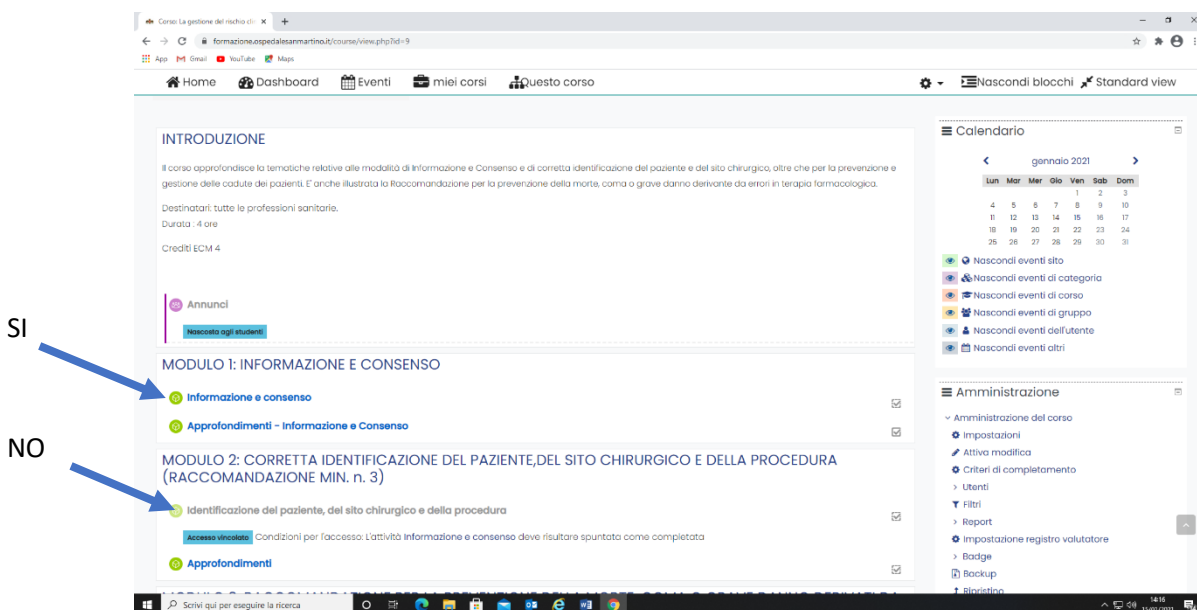 Corso: La gestione del rischio cli
formazione.ospedalesanmartino.it/course/view.php?id=9
App Gmail YouTube Maps
Home Dashboard Eventi miei corsi Questo corso Nascondi blocchi Standard view
INTRODUZIONE
Il corso approfondisce la tematiche relative alle modalità di Informazione e Consenso e di corretta identificazione del paziente e del sito chirurgico, oltre che per la prevenzione e
gestione delle cadute dei pazienti. E' anche illustrata la Raccomandazione per la prevenzione della morte, coma o grave danno derivante da errori in terapia farmacologica.
Destinatari: tutte le professioni sanitarie.
Durata : 4 ore
Crediti ECM 4
Annunci
Nascosto agli studenti
SI
MODULO 1: INFORMAZIONE E CONSENSO
Informazione e consenso
Approfondimenti - Informazione e Consenso
NO
MODULO 2: CORRETTA IDENTIFICAZIONE DEL PAZIENTE,DEL SITO CHIRURGICO E DELLA PROCEDURA
(RACCOMANDAZIONE MIN. n. 3)
Identificazione del paziente, del sito chirurgico e della procedura
Accesso vincolato Condizioni per l'accesso: L'attività Informazione e consenso deve risultare spuntata come completata
Approfondimenti
Calendario
gennaio 2021
Lun Mar Mer Gio Ven Sab Dom
1 2 3
4 5 6 7 8 9 10
11 12 13 14 15 16 17
18 19 20 21 22 23 24
25 26 27 28 29 30 31
Nascondi eventi sito
Nascondi eventi di categoria
Nascondi eventi di corso
Nascondi eventi di gruppo
Nascondi eventi dell'utente
Nascondi eventi altri
Amministrazione
Amministrazione del corso
Impostazioni
Attiva modifica
Criteri di completamento
Utenti
Filtri
Report
Impostazione registro valutatore
Badge
Backup
Ripristino
Scrivi qui per eseguire la ricerca
14:16
15/01/2021